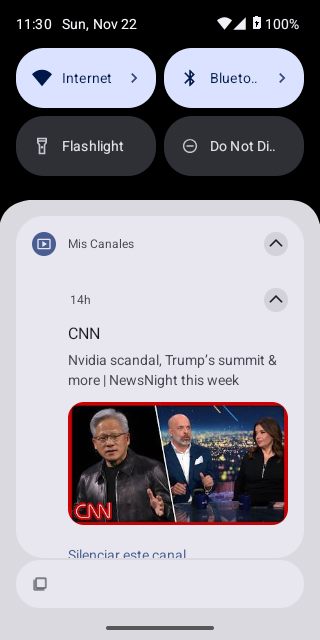 11:30 Sun, Nov 22 100%
Internet
Blueto..
Flashlight
Do Not Di..
Mis Canales
14h
CNN
Nvidia scandal, Trump's summit &
more | NewsNight this week
CNN
Silenciar este canal